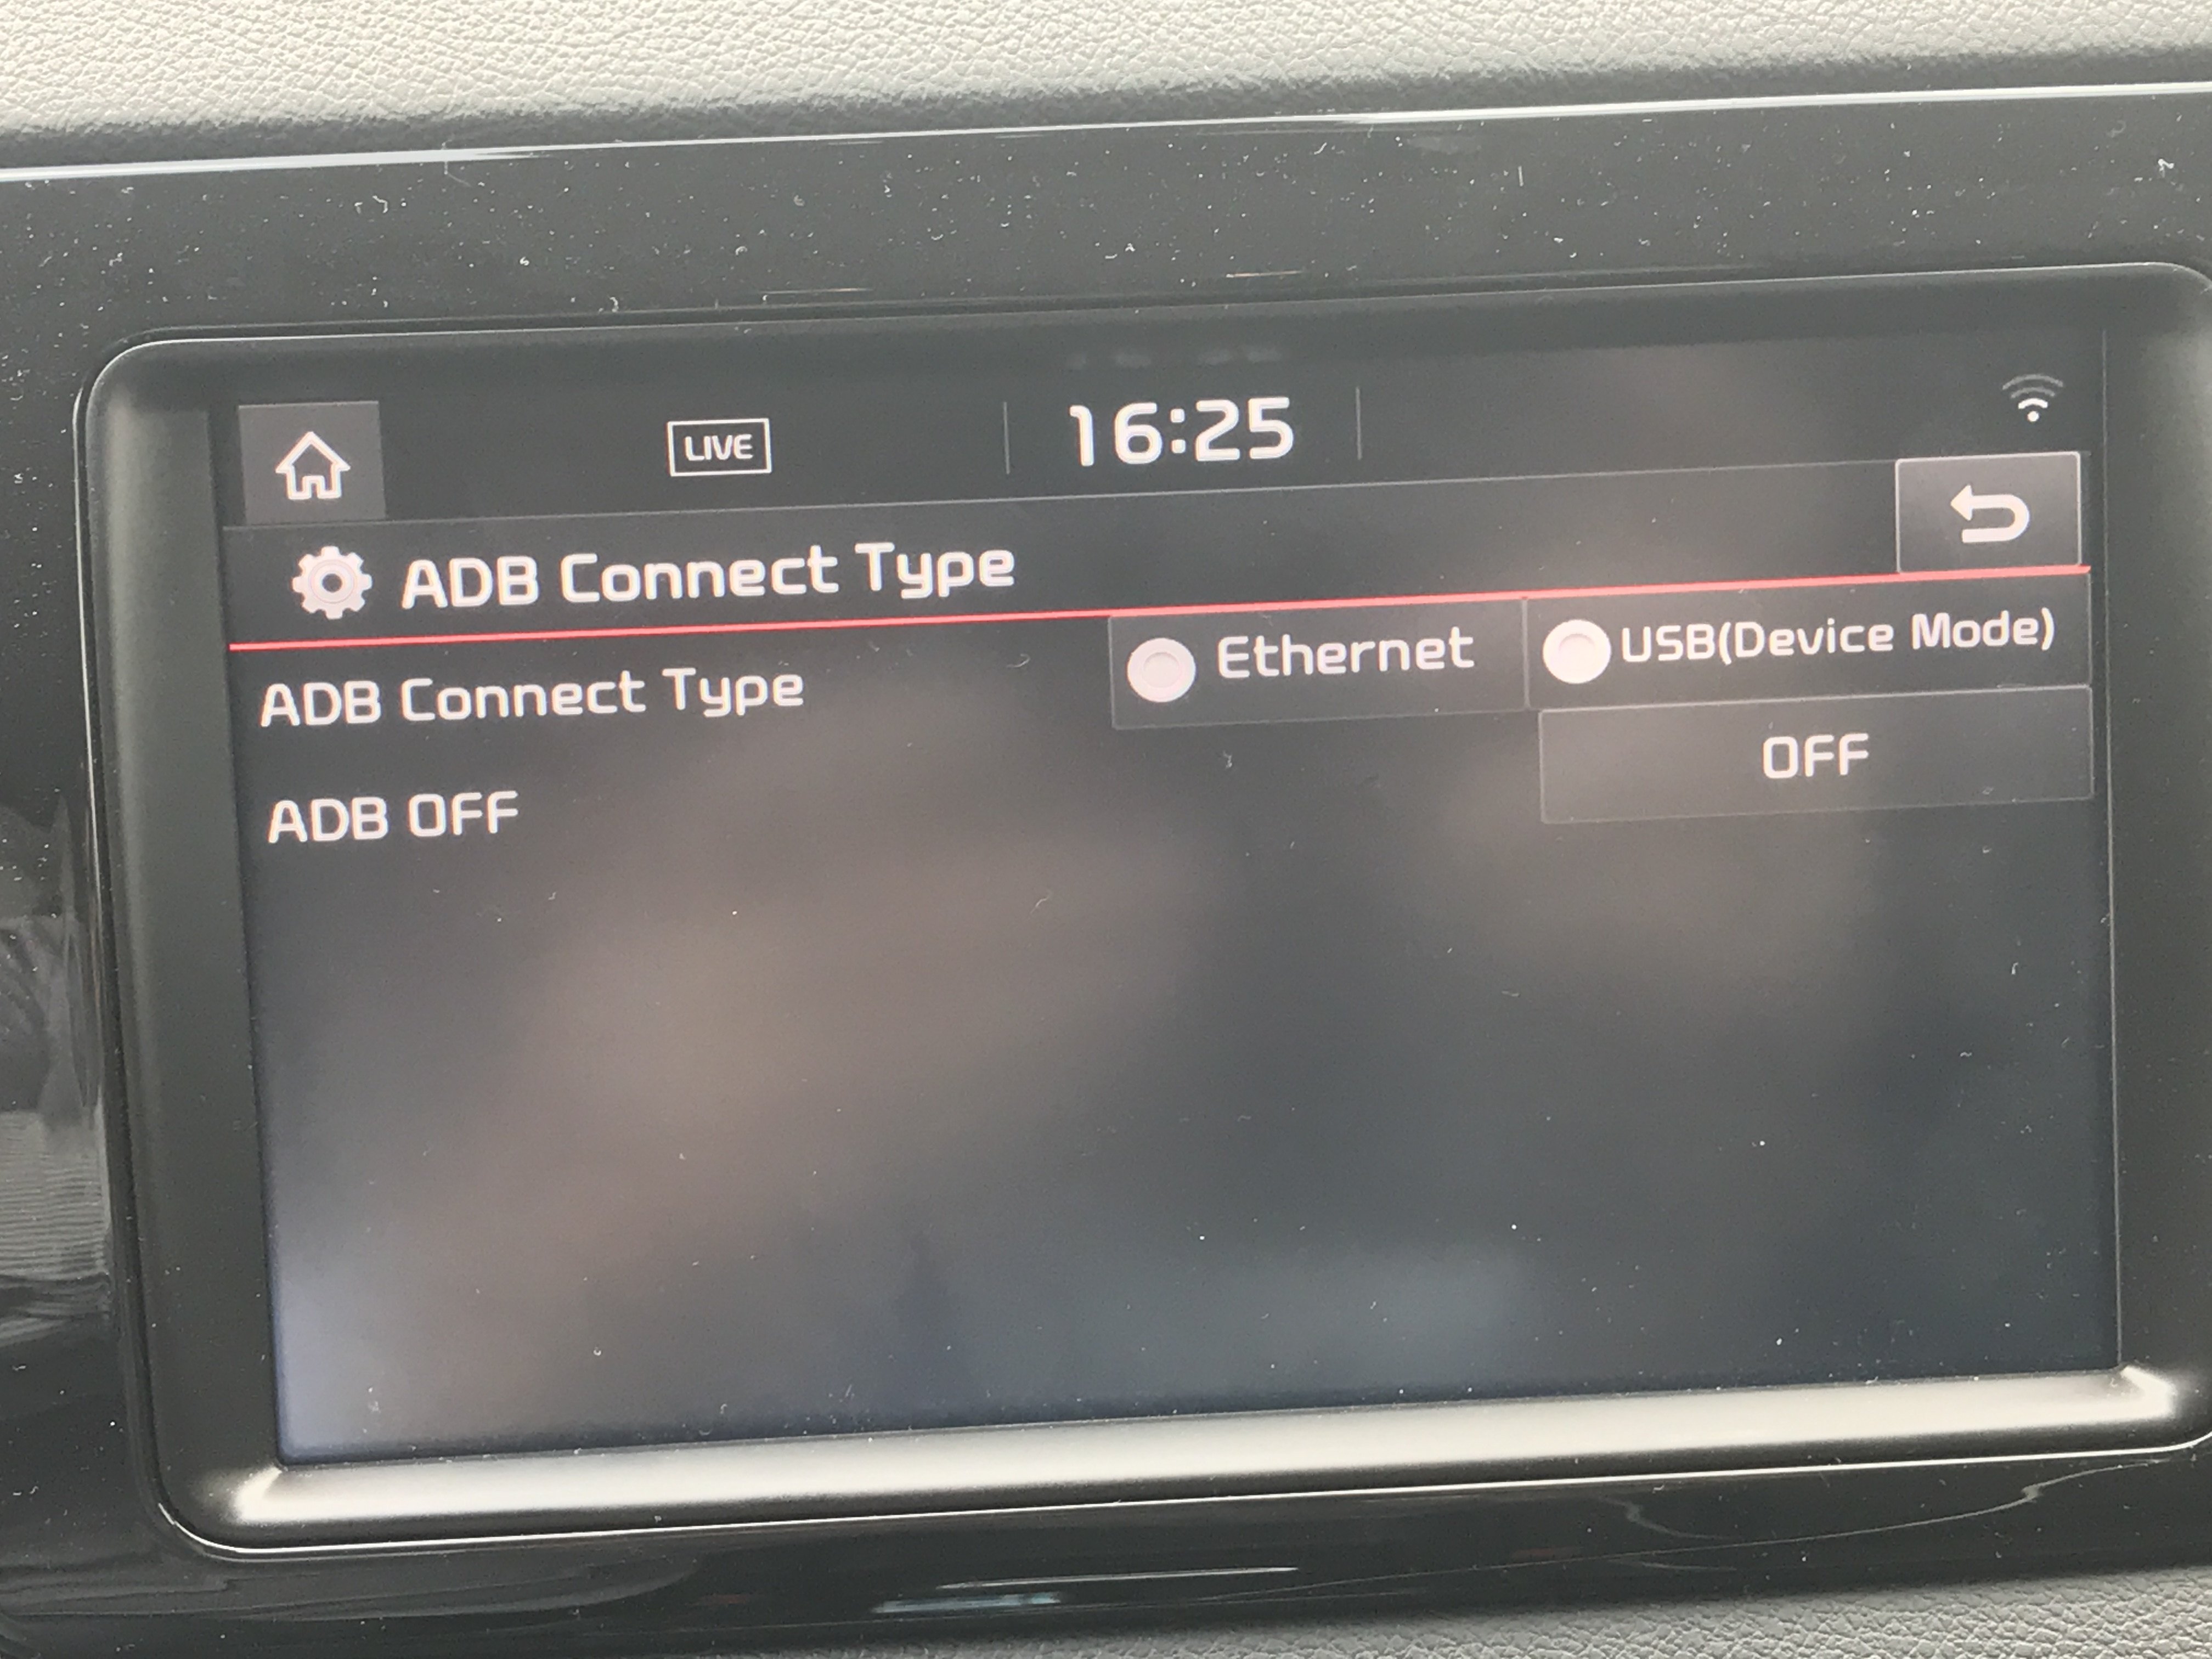 LIVE 16:25
ADB Connect Type
ADB Connect Type Ethernet USB(Device Mode)
ADB OFF OFF